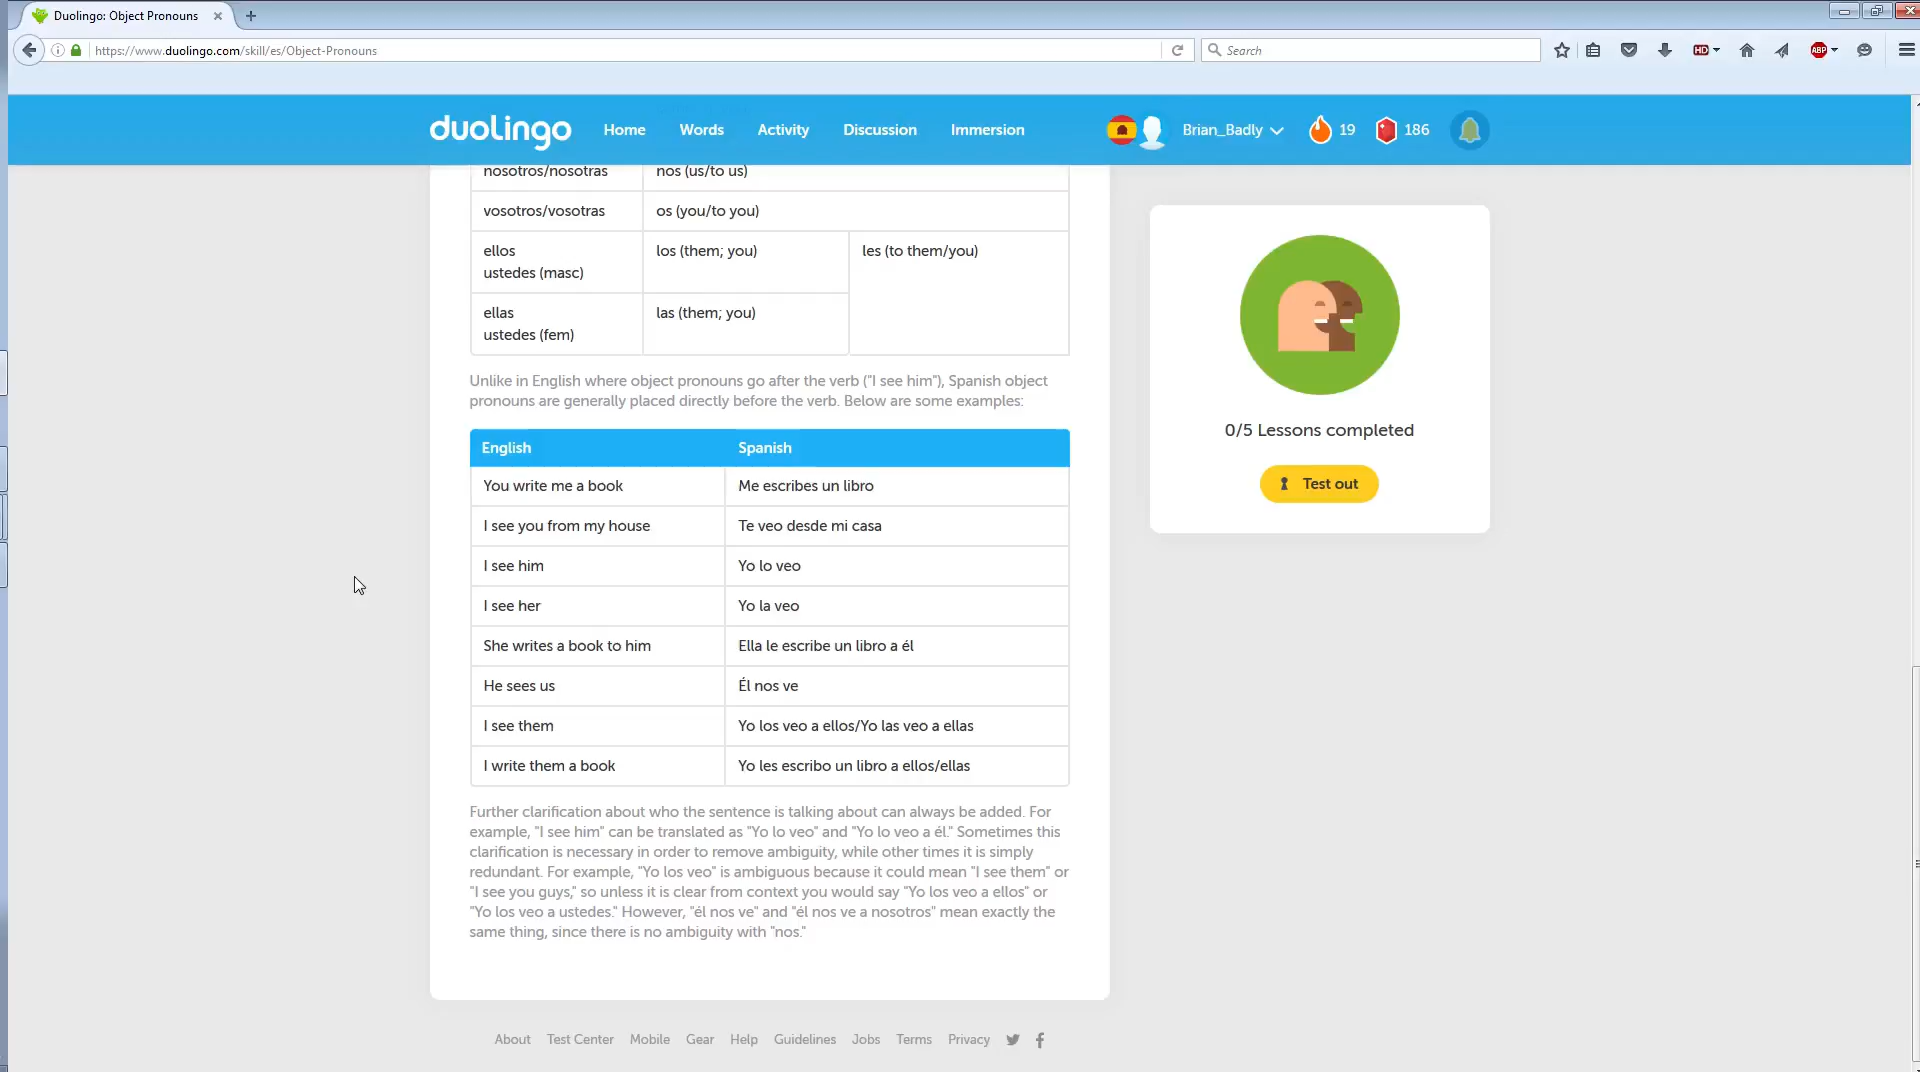 Duolingo: Object Pronouns
https://www.duolingo.com/skill/es/Object-Pronouns
Search
HD
ABP
duolingo
Home Words Activity Discussion Immersion
Brian_Badly 19 186
nosotros/nosotras nos (us/to us)
vosotros/vosotras os (you/to you)
ellos los (them; you) les (to them/you)
ustedes (masc)
ellas las (them; you)
ustedes (fem)
Unlike in English where object pronouns go after the verb ("I see him"), Spanish object
pronouns are generally placed directly before the verb. Below are some examples:
English Spanish
You write me a book Me escribes un libro
I see you from my house Te veo desde mi casa
I see him Yo lo veo
I see her Yo la veo
She writes a book to him Ella le escribe un libro a él
He sees us Él nos ve
I see them Yo los veo a ellos/Yo las veo a ellas
I write them a book Yo les escribo un libro a ellos/ellas
Further clarification about who the sentence is talking about can always be added. For
example, "I see him" can be translated as "Yo lo veo" and "Yo lo veo a él." Sometimes this
clarification is necessary in order to remove ambiguity, while other times it is simply
redundant. For example, "Yo los veo" is ambiguous because it could mean "I see them" or
"I see you guys," so unless it is clear from context you would say "Yo los veo a ellos" or
"Yo los veo a ustedes." However, "él nos ve" and "él nos ve a nosotros" mean exactly the
same thing, since there is no ambiguity with "nos."
0/5 Lessons completed
Test out
About Test Center Mobile Gear Help Guidelines Jobs Terms Privacy